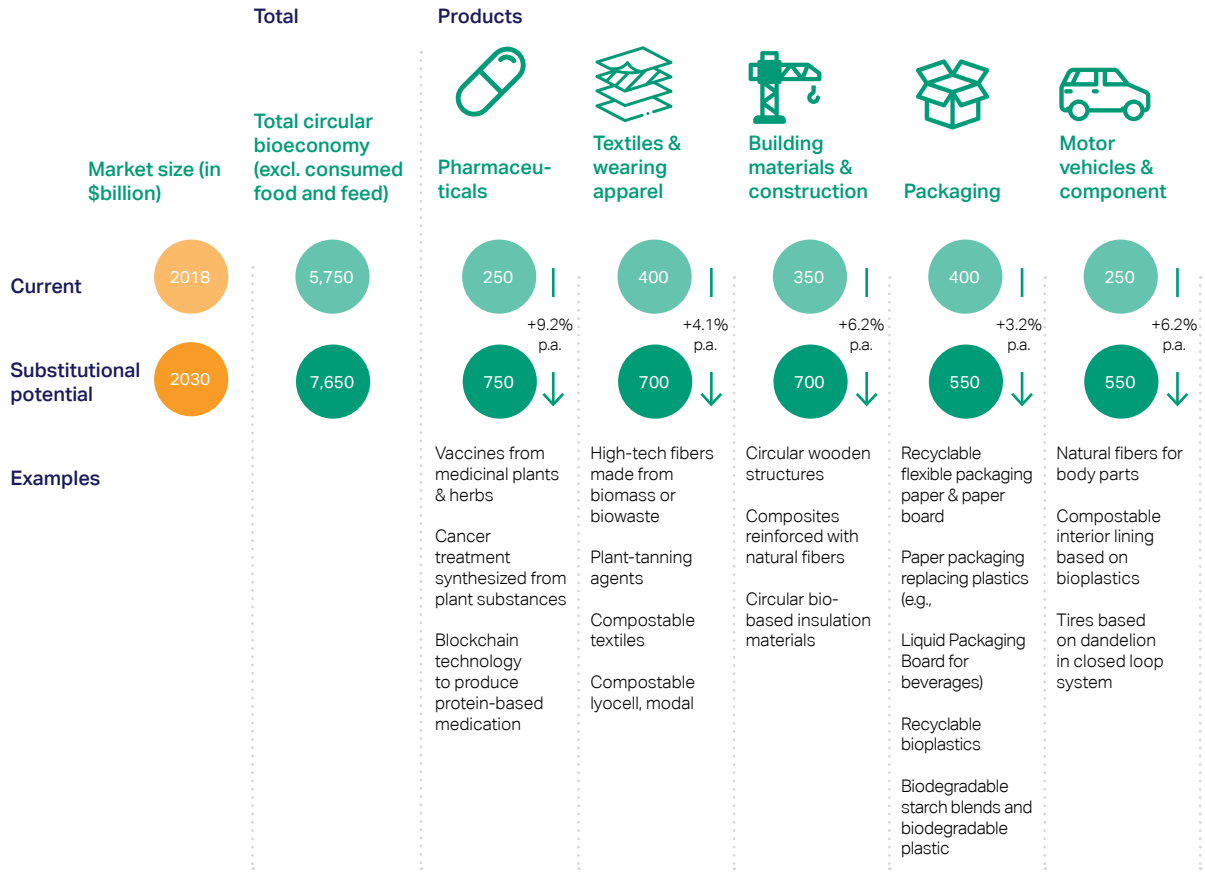 Total
Products
Market size (in
$billion)
Total circular
bioeconomy
(excl. consumed
food and feed)
Pharmaceu-
ticals
Textiles &
wearing
apparel
Building
materials &
construction
Packaging
Motor
vehicles &
component
Current
2018
5,750
250
400
350
400
250
+9.2%
p.a.
+4.1%
p.a.
+6.2%
p.a.
+3.2%
p.a.
+6.2%
p.a.
Substitutional
potential
2030
7,650
750
700
700
550
550
Examples
Vaccines from
medicinal plants
& herbs
Cancer
treatment
synthesized from
plant substances
Blockchain
technology
to produce
protein-based
medication
High-tech fibers
made from
biomass or
biowaste
Plant-tanning
agents
Compostable
textiles
Compostable
lyocell, modal
Circular wooden
structures
Composites
reinforced with
natural fibers
Circular bio-
based insulation
materials
Recyclable
flexible packaging
paper & paper
board
Paper packaging
replacing plastics
(e.g.,
Liquid Packaging
Board for
beverages)
Recyclable
bioplastics
Biodegradable
starch blends and
biodegradable
plastic
Natural fibers for
body parts
Compostable
interior lining
based on
bioplastics
Tires based
on dandelion
in closed loop
system